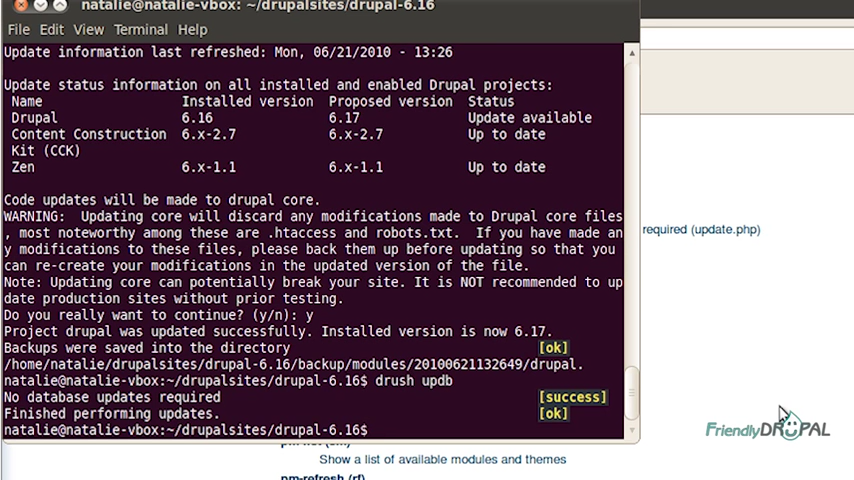 natalie@natalie-vbox: ~/drupalsites/drupal-6.16
File Edit View Terminal Help
Update information last refreshed: Mon, 06/21/2010 - 13:26
Update status information on all installed and enabled Drupal projects:
Name Installed version Proposed version Status
Drupal 6.16 6.17 Update available
Content Construction 6.x-2.7 6.x-2.7 Up to date
Kit (CCK)
Zen 6.x-1.1 6.x-1.1 Up to date
Code updates will be made to drupal core.
WARNING: Updating core will discard any modifications made to Drupal core files
, most noteworthy among these are .htaccess and robots.txt. If you have made an
y modifications to these files, please back them up before updating so that you
can re-create your modifications in the updated version of the file.
Note: Updating core can potentially break your site. It is NOT recommended to up
date production sites without prior testing.
Do you really want to continue? (y/n): y
Project drupal was updated successfully. Installed version is now 6.17.
Backups were saved into the directory [ok]
/home/natalie/drupalsites/drupal-6.16/backup/modules/20100621132649/drupal.
natalie@natalie-vbox:~/drupalsites/drupal-6.16$ drush updb
No database updates required [success]
Finished performing updates. [ok]
natalie@natalie-vbox:~/drupalsites/drupal-6.16$
required (update.php)
FriendlyDRUPAL
Show a list of available modules and themes
pm-refresh (rf)